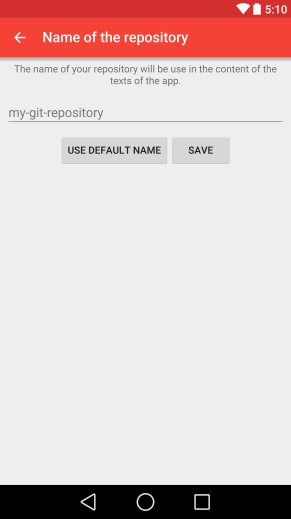 5:10
Name of the repository
The name of your repository will be use in the content of the
texts of the app.
my-git-repository
USE DEFAULT NAME
SAVE